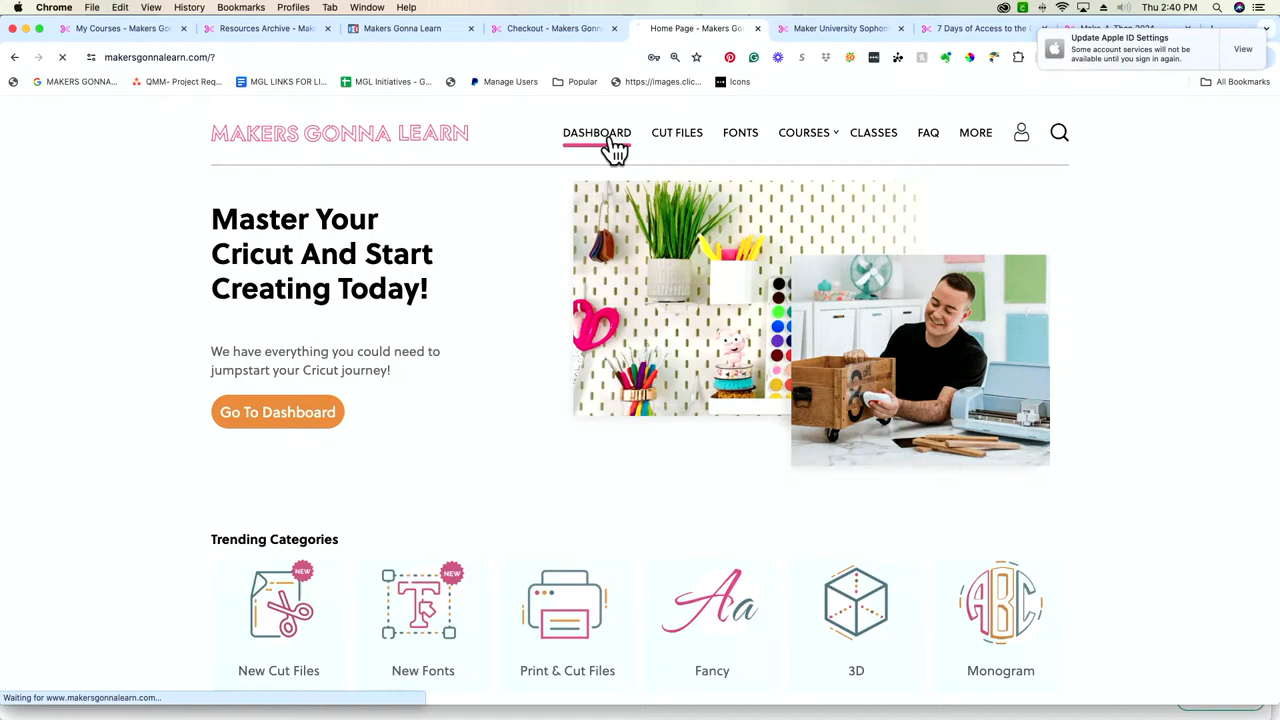 Chrome File Edit View History Bookmarks Profiles Tab Window Help Thu 2:40 PM
My Courses - Makers Go Resources Archive - Mak Makers Gonna Learn Checkout - Makers Gonna Home Page - Makers Go Maker University Sophom 7 Days of Access to the
Update Apple ID Settings
Some account services will not be
available until you sign in again.
View
makersgonnalearn.com/?
MAKERS GONNA... QMM- Project Req... MGL LINKS FOR LI... MGL Initiatives - G... Manage Users Popular https://images.clic... Icons All Bookmarks
MAKERS GONNA LEARN DASHBOARD CUT FILES FONTS COURSES CLASSES FAQ MORE
Master Your
Cricut And Start
Creating Today!
We have everything you could need to
jumpstart your Cricut journey!
Go To Dashboard
Trending Categories
NEW NEW
T Aa ABC
New Cut Files New Fonts Print & Cut Files Fancy 3D Monogram
Waiting for www.makersgonnalearn.com...